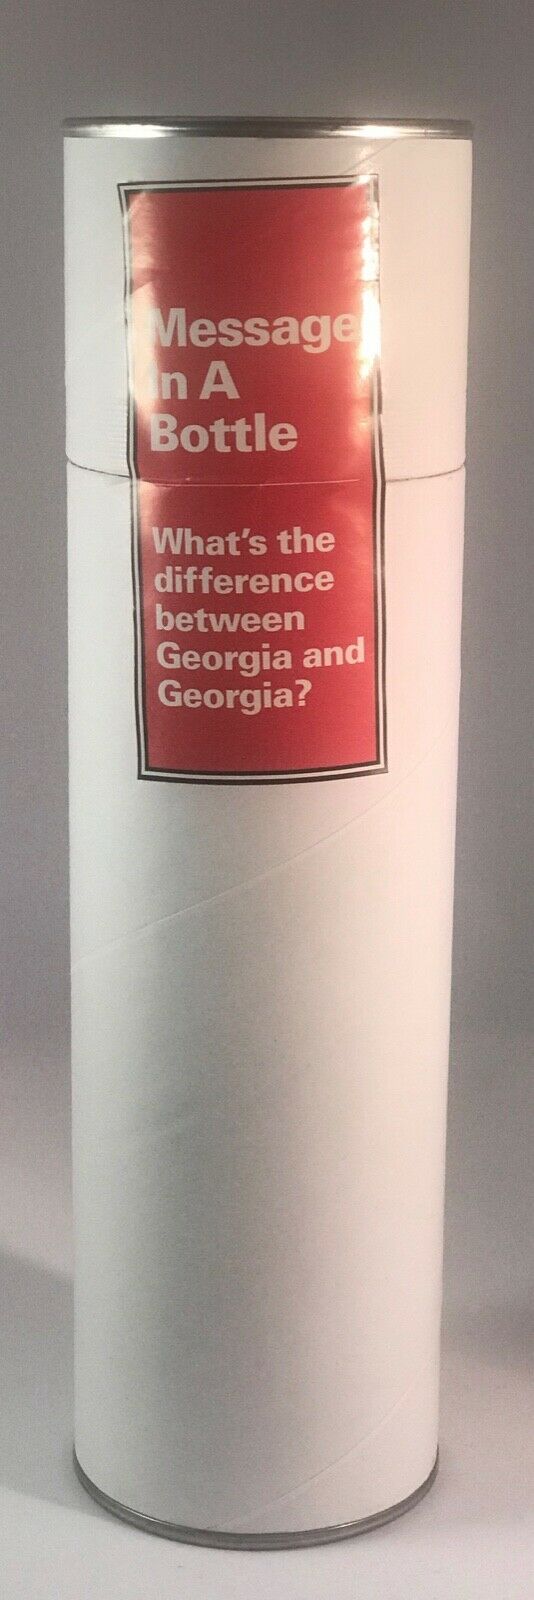 Message
In A
Bottle
What's the
difference
between
Georgia and
Georgia?